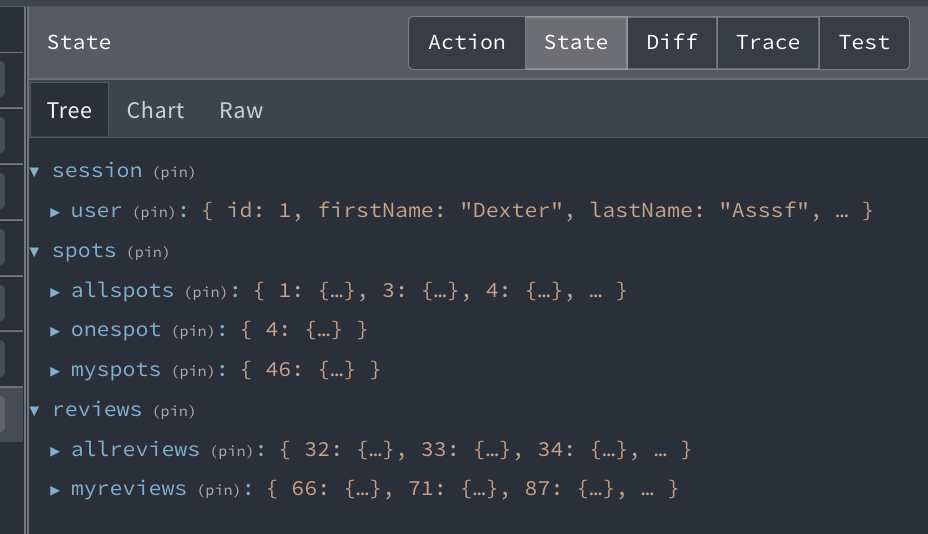 State
Action State Diff Trace Test
Tree Chart Raw
▼ session (pin)
▶ user (pin): { id: 1, firstName: "Dexter", lastName: "Asssf", … }
▼ spots (pin)
▶ allspots (pin): { 1: {…}, 3: {…}, 4: {…}, … }
▶ onespot (pin): { 4: {…} }
▶ myspots (pin): { 46: {…} }
▼ reviews (pin)
▶ allreviews (pin): { 32: {…}, 33: {…}, 34: {…}, … }
▶ myreviews (pin): { 66: {…}, 71: {…}, 87: {…}, … }